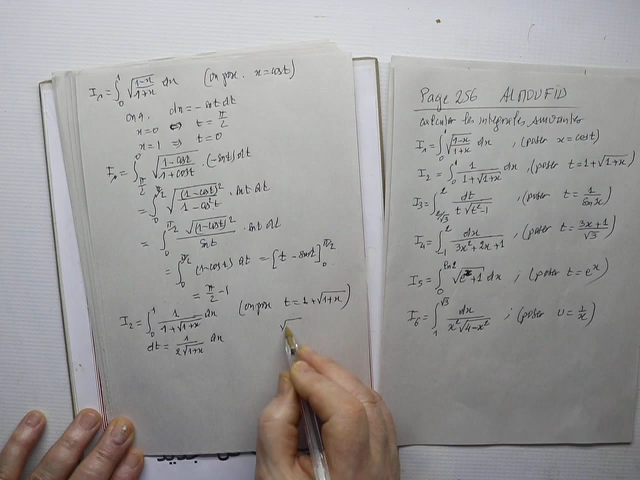 I₁ = ∫₀¹ √((1-x)/(1+x)) dx (on pose x = cost)
on a dx = -sint dt
x=0 ⇔ t = π/2
x=1 ⇒ t=0
I₁ = ∫_{π/2}^0 √((1-cost)/(1+cost)) (-sint) dt
= ∫₀^{π/2} √((1-cost)²/(1-cos²t)) sint dt
= ∫₀^{π/2} √((1-cost)²)/sint · sint dt
= ∫₀^{π/2} (1-cost) dt = [t - sint]₀^{π/2}
= π/2 - 1
I₂ = ∫₀¹ 1/(1+√(1+x)) dx (on pose t = 1+√(1+x))
dt = 1/(2√(1+x)) dx √
Page 256 ALMOUFID
calculer les intégrales suivantes
I₁ = ∫₀¹ √((1-x)/(1+x)) dx ; (poser x = cost)
I₂ = ∫₀¹ 1/(1+√(1+x)) dx ; (poser t = 1+√(1+x))
I₃ = ∫_{2/√3}^2 dt/(t√(t²-1)) ; (poser t = 1/sin x)
I₄ = ∫_{-1}^2 dx/(3x²+2x+1) ; (poser t = (3x+1)/√3)
I₅ = ∫₀^{ln2} √(eˣ+1) dx ; (poser t = eˣ)
I₆ = ∫₁^{√3} dx/(x²√(4-x²)) ; (poser u = 1/x)